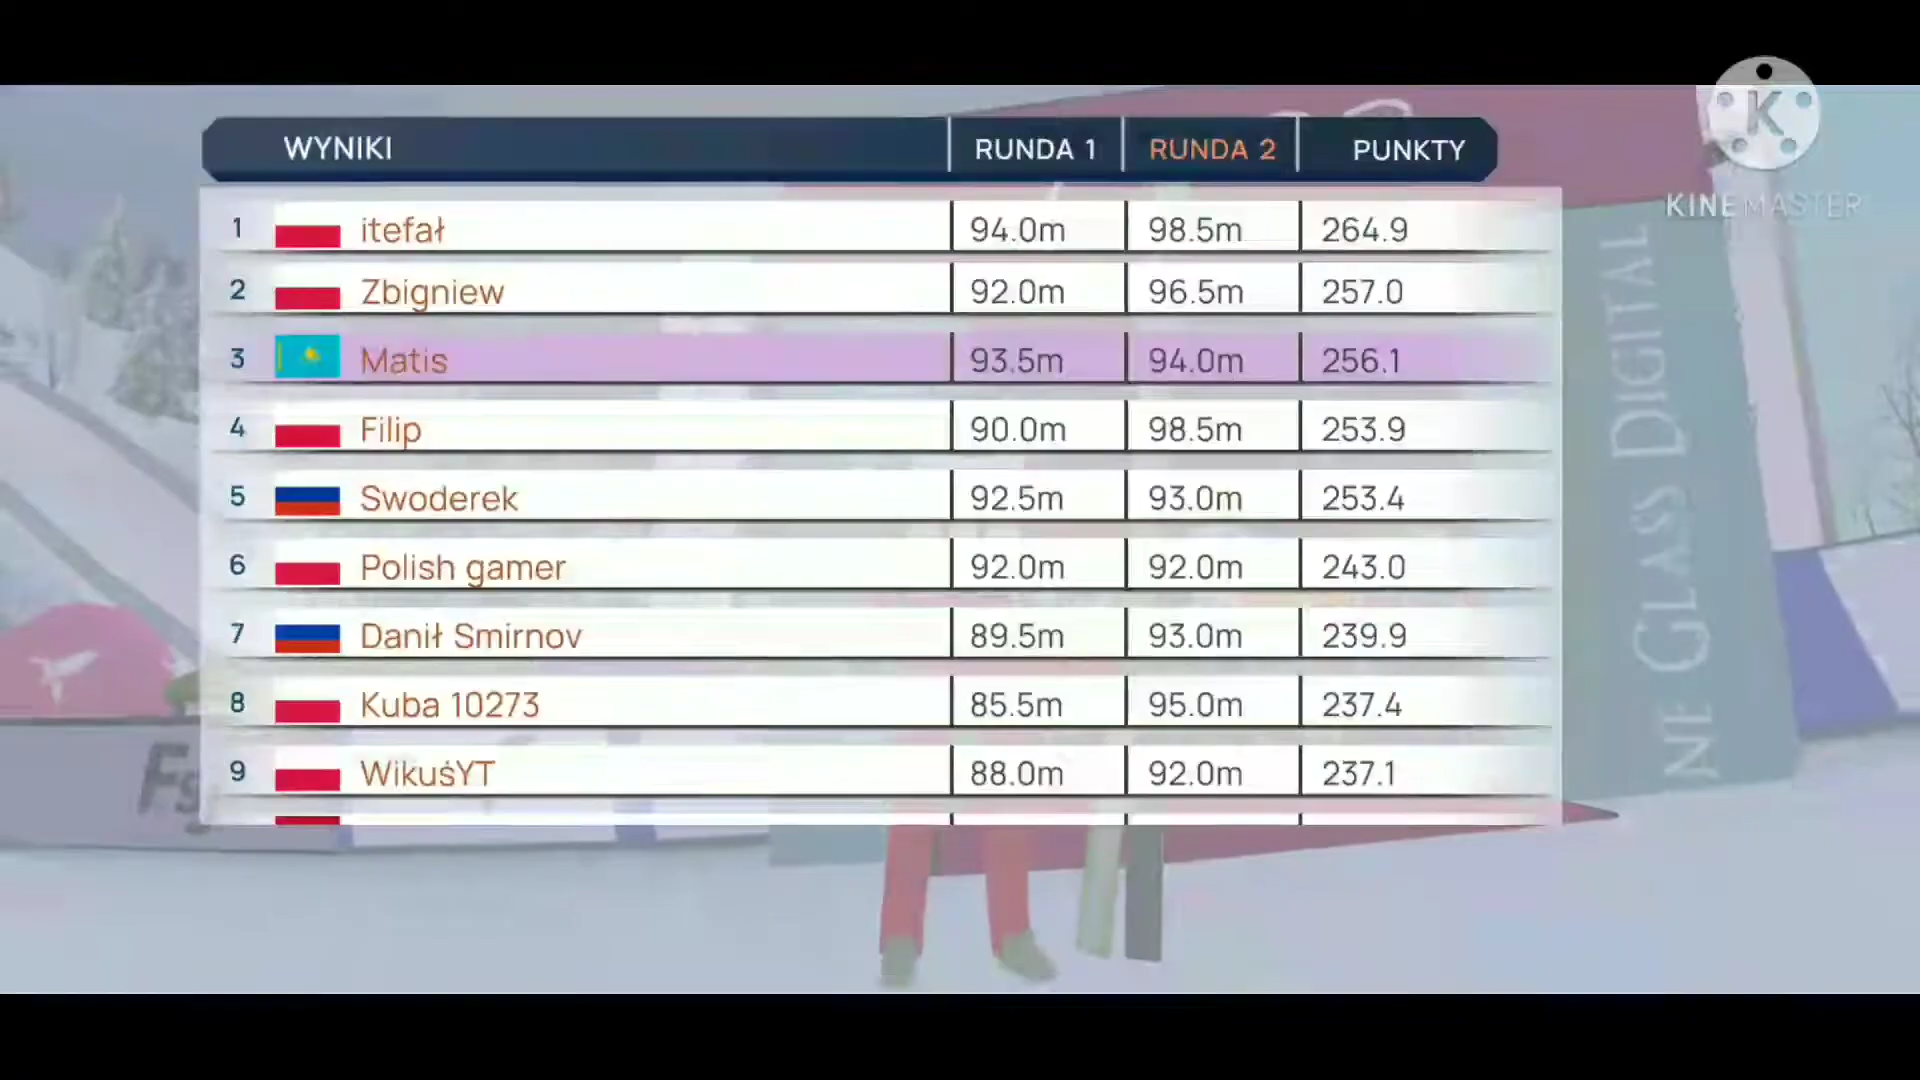 WYNIKI RUNDA 1 RUNDA 2 PUNKTY
1 itefał 94.0m 98.5m 264.9
2 Zbigniew 92.0m 96.5m 257.0
3 Matis 93.5m 94.0m 256.1
4 Filip 90.0m 98.5m 253.9
5 Swoderek 92.5m 93.0m 253.4
6 Polish gamer 92.0m 92.0m 243.0
7 Danił Smirnov 89.5m 93.0m 239.9
8 Kuba 10273 85.5m 95.0m 237.4
9 WikuśYT 88.0m 92.0m 237.1
K
KINEMASTER
NE GLASS DIGITAL